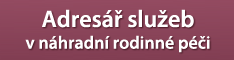 Adresář služeb
v náhradní rodinné péči